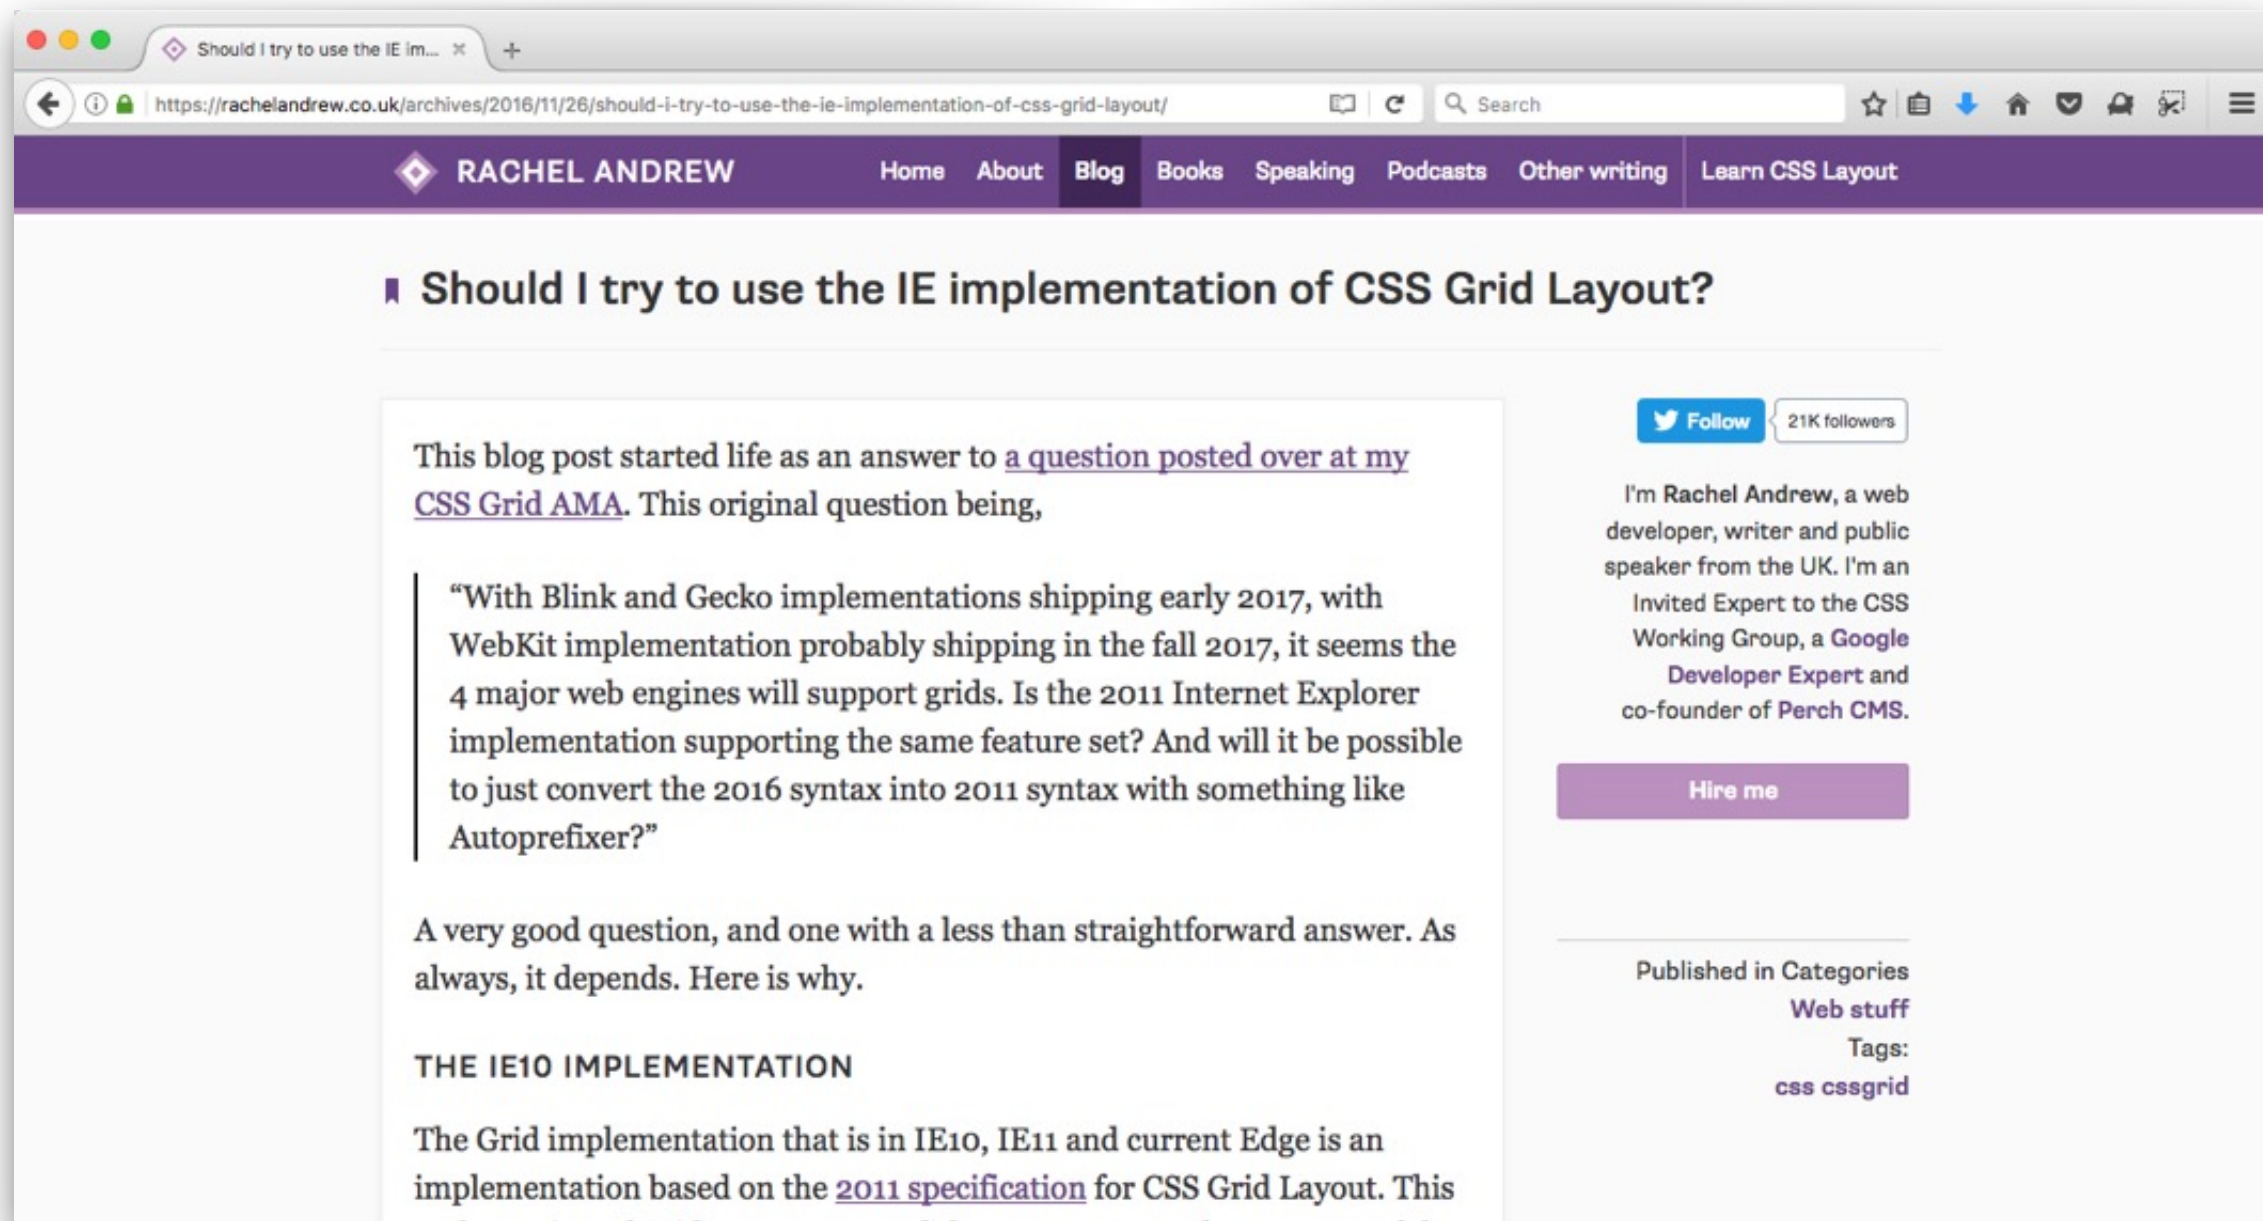 Should I try to use the IE im...
https://rachelandrew.co.uk/archives/2016/11/26/should-i-try-to-use-the-ie-implementation-of-css-grid-layout/
Search
RACHEL ANDREW
Home About Blog Books Speaking Podcasts Other writing Learn CSS Layout
Should I try to use the IE implementation of CSS Grid Layout?
This blog post started life as an answer to a question posted over at my
CSS Grid AMA. This original question being,
“With Blink and Gecko implementations shipping early 2017, with
WebKit implementation probably shipping in the fall 2017, it seems the
4 major web engines will support grids. Is the 2011 Internet Explorer
implementation supporting the same feature set? And will it be possible
to just convert the 2016 syntax into 2011 syntax with something like
Autoprefixer?”
A very good question, and one with a less than straightforward answer. As
always, it depends. Here is why.
THE IE10 IMPLEMENTATION
The Grid implementation that is in IE10, IE11 and current Edge is an
implementation based on the 2011 specification for CSS Grid Layout. This
Follow
21K followers
I'm Rachel Andrew, a web
developer, writer and public
speaker from the UK. I'm an
Invited Expert to the CSS
Working Group, a Google
Developer Expert and
co-founder of Perch CMS.
Hire me
Published in Categories
Web stuff
Tags:
css cssgrid